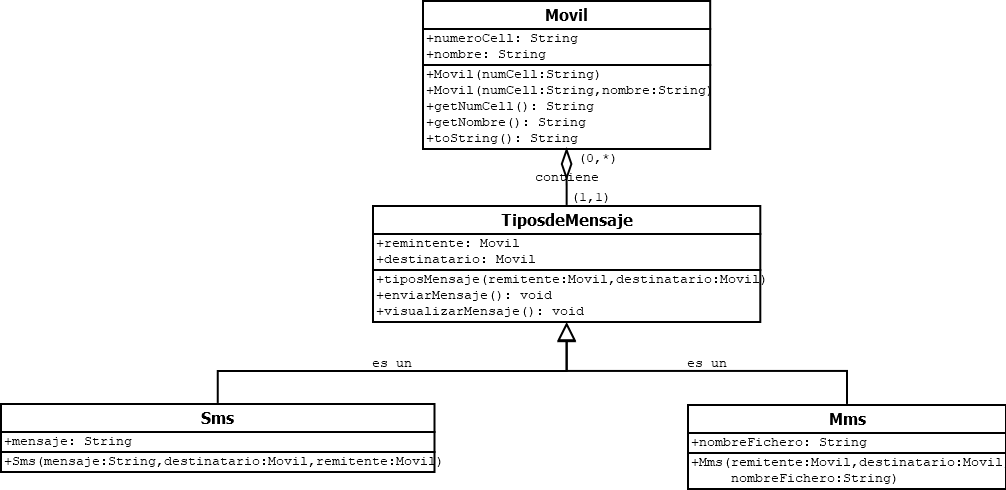 Movil
+numeroCell: String
+nombre: String
+Movil(numCell:String)
+Movil(numCell:String,nombre:String)
+getNumCell(): String
+getNombre(): String
+toString(): String
(0,*)
contiene
(1,1)
TiposdeMensaje
+remintente: Movil
+destinatario: Movil
+tiposMensaje(remitente:Movil,destinatario:Movil)
+enviarMensaje(): void
+visualizarMensaje(): void
es un
es un
Sms
+mensaje: String
+Sms(mensaje:String,destinatario:Movil,remitente:Movil)
Mms
+nombreFichero: String
+Mms(remitente:Movil,destinatario:Movil
nombreFichero:String)